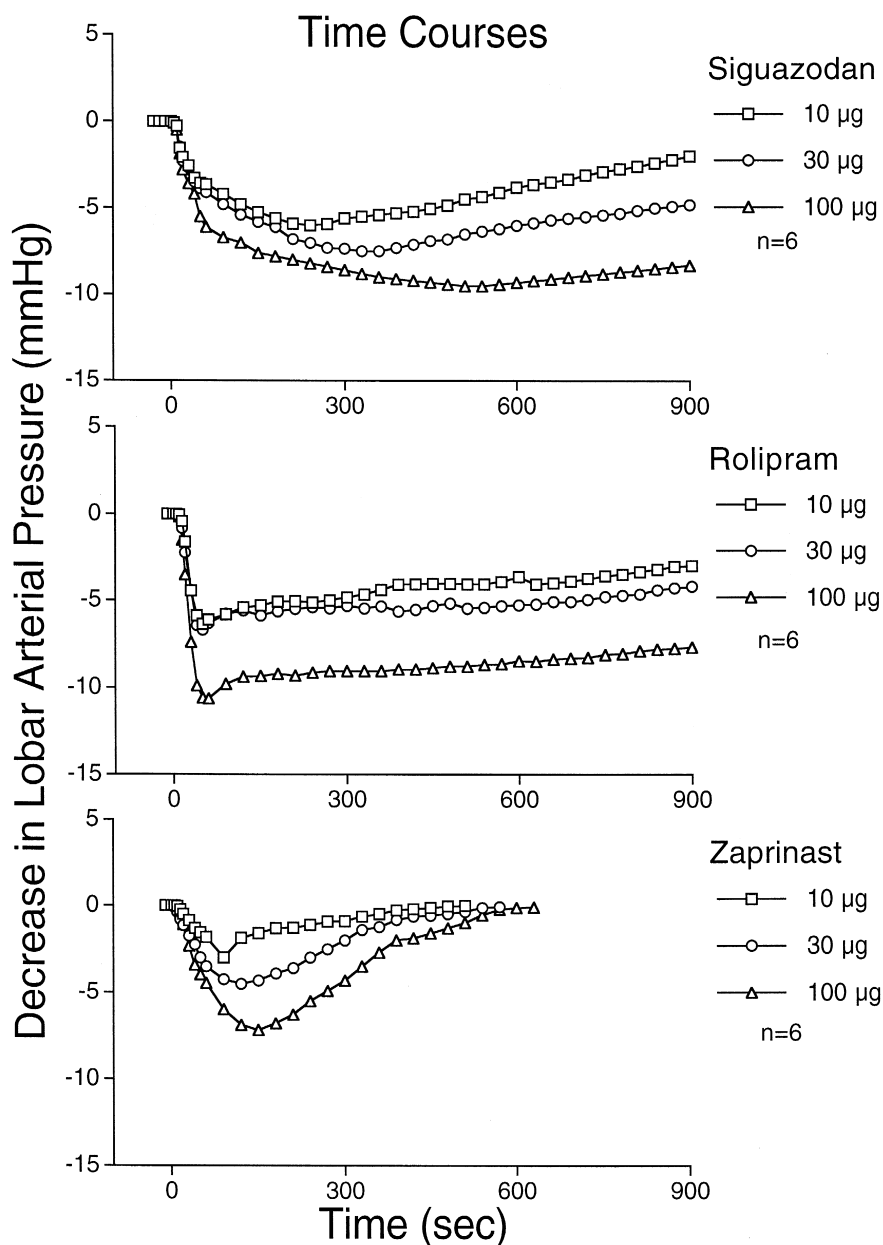 Time Courses
Decrease in Lobar Arterial Pressure (mmHg)
5
0
-5
-10
-15
0 300 600 900
Siguazodan
10 µg
30 µg
100 µg
n=6
5
0
-5
-10
-15
0 300 600 900
Rolipram
10 µg
30 µg
100 µg
n=6
5
0
-5
-10
-15
0 300 600 900
Zaprinast
10 µg
30 µg
100 µg
n=6
Time (sec)